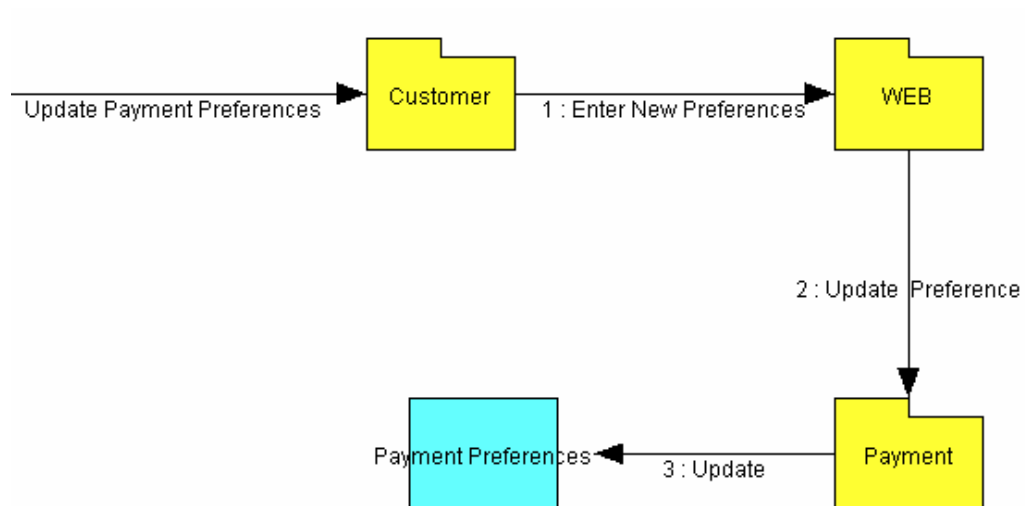 Customer
WEB
Update Payment Preferences
1 : Enter New Preferences
2 : Update Preference
Payment Preferences
3 : Update
Payment